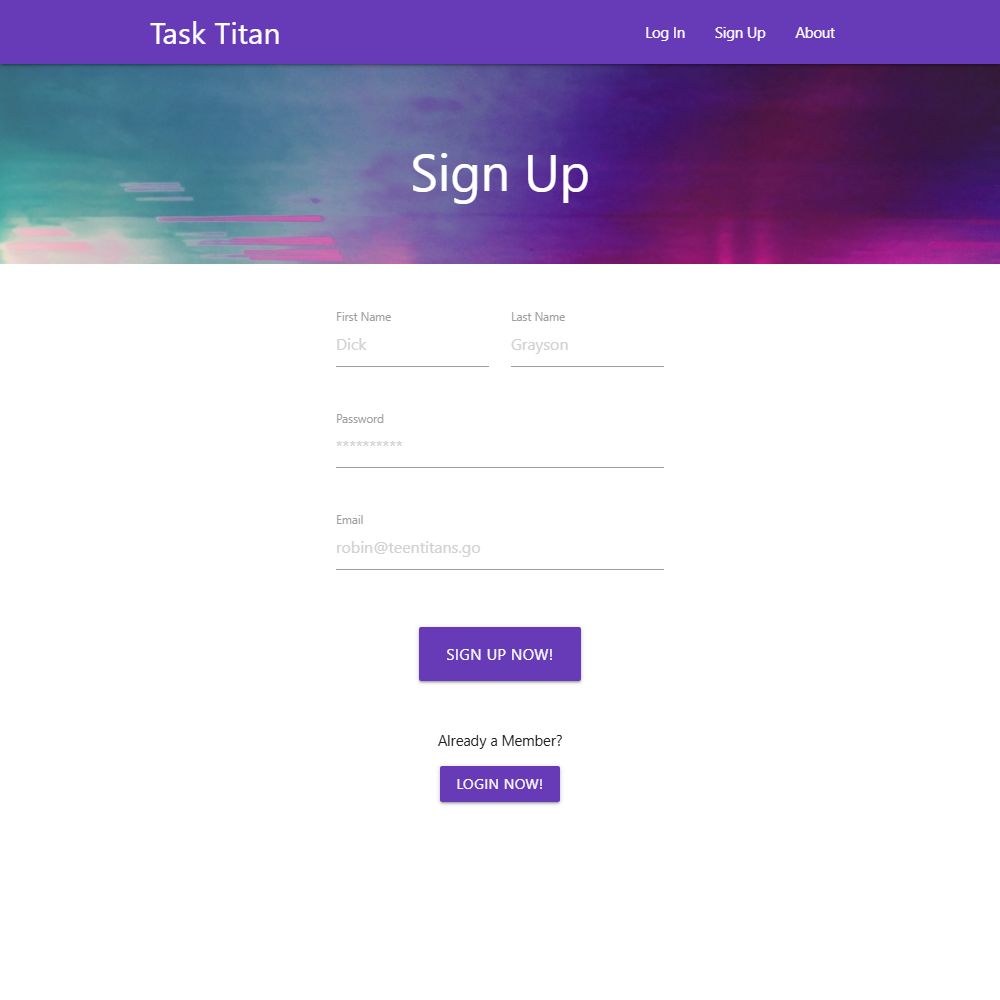 Task Titan
Log In Sign Up About
Sign Up
First Name Last Name
Dick Grayson
Password
**********
Email
robin@teentitans.go
SIGN UP NOW!
Already a Member?
LOGIN NOW!